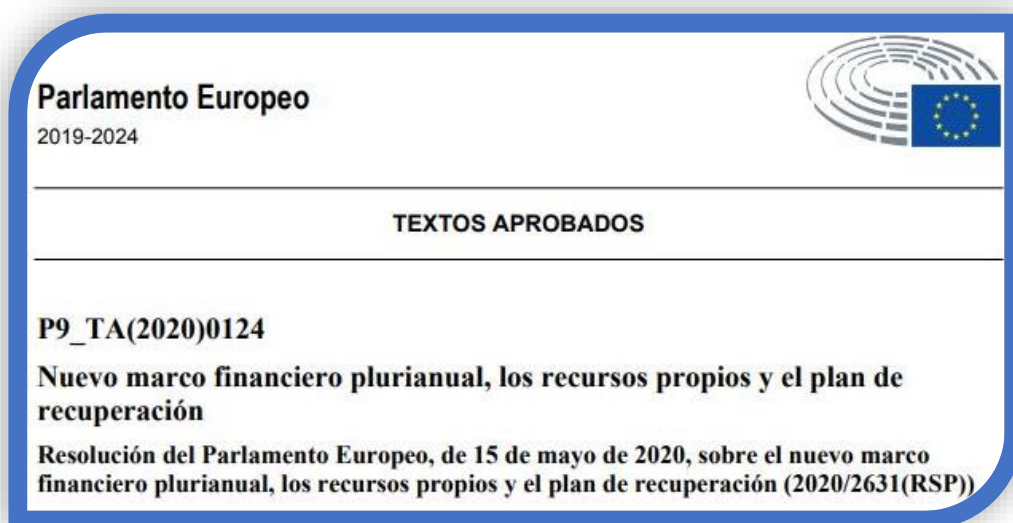 Parlamento Europeo
2019-2024
TEXTOS APROBADOS
P9_TA(2020)0124
Nuevo marco financiero plurianual, los recursos propios y el plan de
recuperación
Resolución del Parlamento Europeo, de 15 de mayo de 2020, sobre el nuevo marco
financiero plurianual, los recursos propios y el plan de recuperación (2020/2631(RSP))